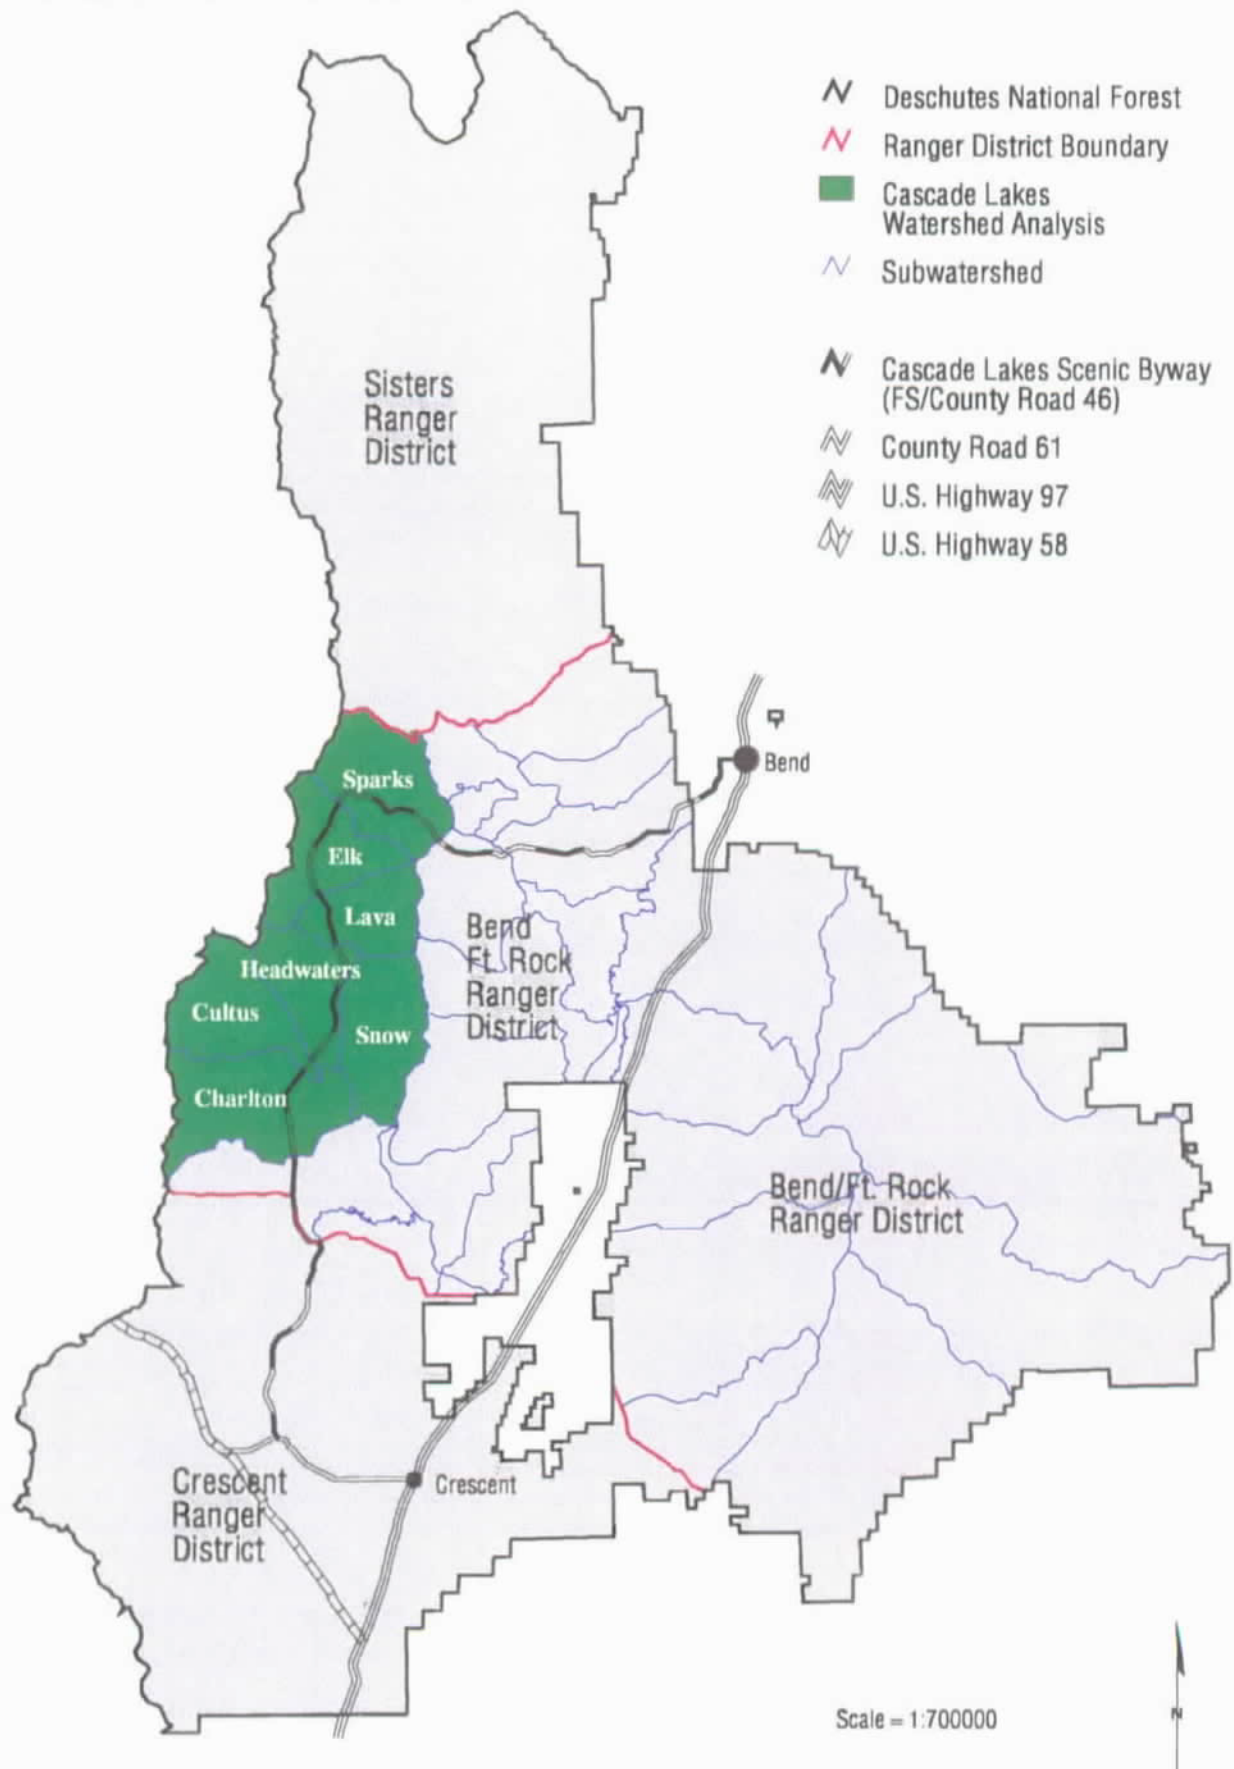 Deschutes National Forest
Ranger District Boundary
Cascade Lakes
Watershed Analysis
Subwatershed
Cascade Lakes Scenic Byway
(FS/County Road 46)
County Road 61
U.S. Highway 97
U.S. Highway 58
Sisters
Ranger
District
Bend
Sparks
Elk
Lava
Headwaters
Cultus
Snow
Charlton
Bend
Ft. Rock
Ranger
District
Bend/Ft. Rock
Ranger District
Crescent
Crescent
Ranger
District
Scale = 1:700000
N